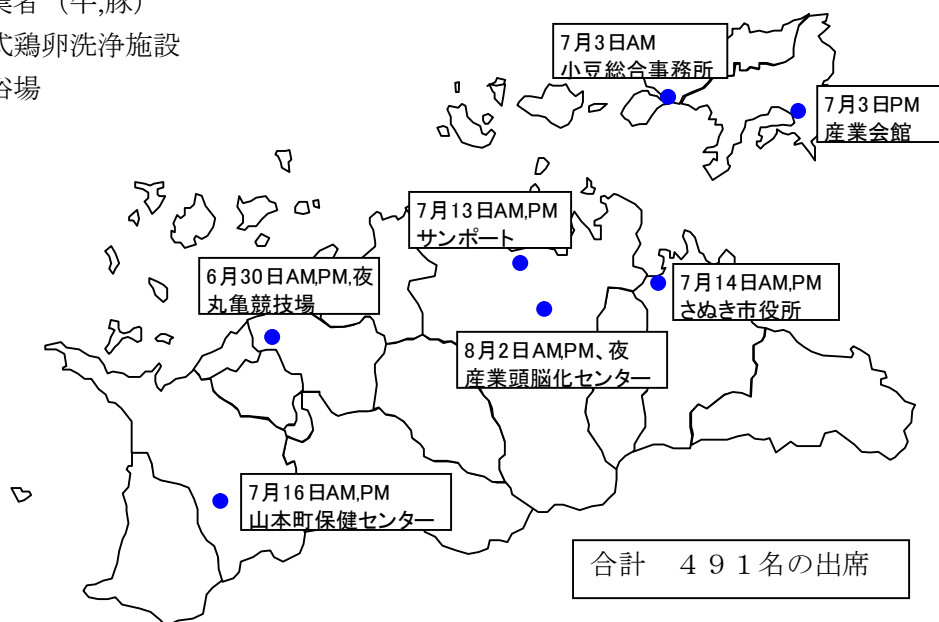 業者（牛,豚）
式鶏卵洗浄施設
浴場
7月3日AM
小豆総合事務所
7月3日PM
産業会館
7月13日AM,PM
サンポート
6月30日AM,PM,夜
丸亀競技場
7月14日AM,PM
さぬき市役所
8月2日AM,PM、夜
産業頭脳化センター
7月16日AM,PM
山本町保健センター
合計　４９１名の出席